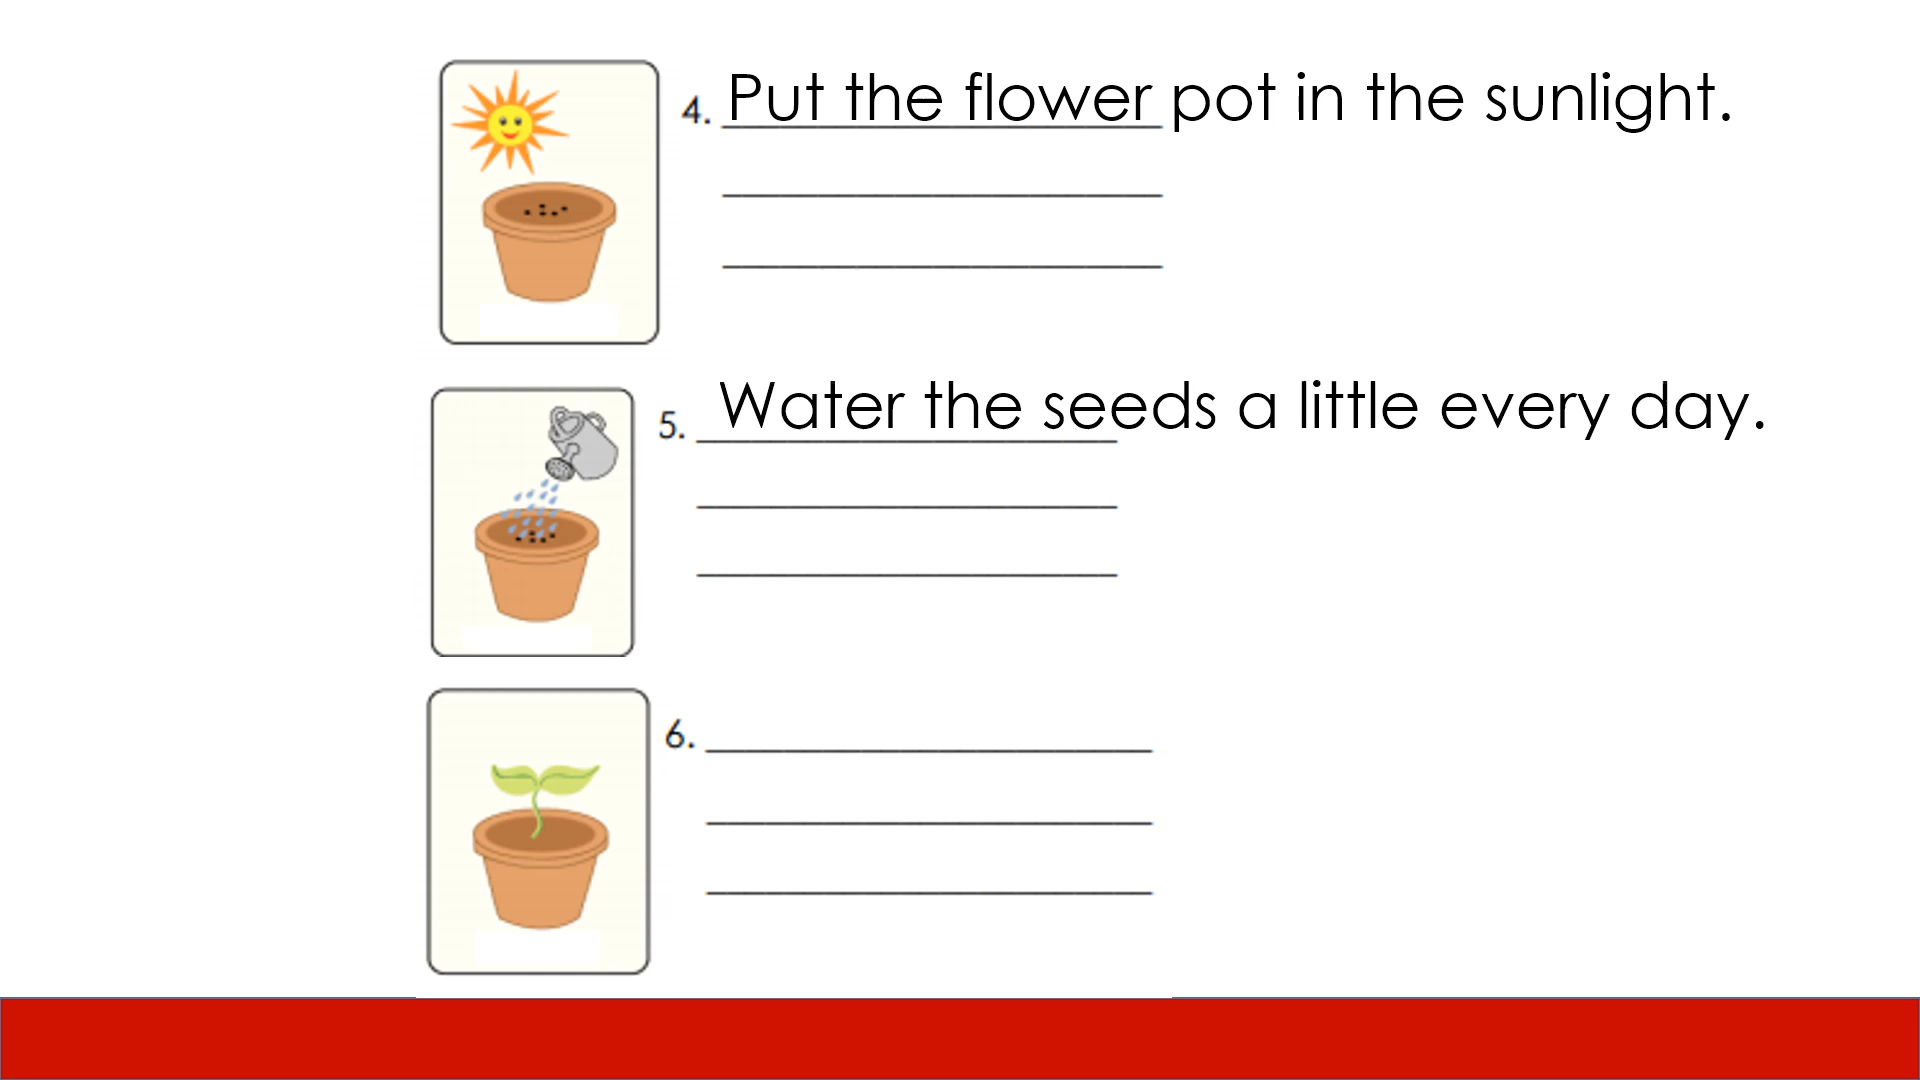 4. Put the flower pot in the sunlight.
5. Water the seeds a little every day.
6.